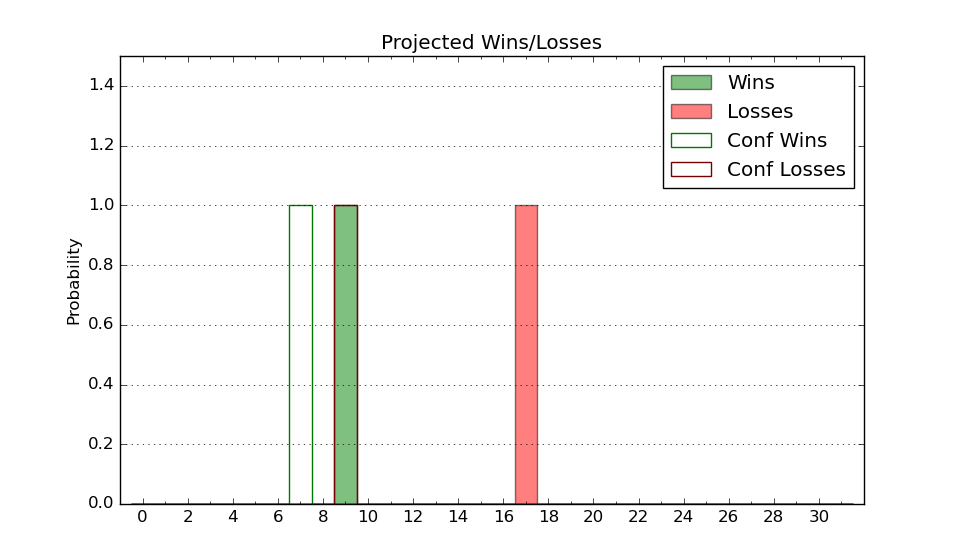 Projected Wins/Losses
Wins
Losses
Conf Wins
Conf Losses
Probability
1.4
1.2
1.0
0.8
0.6
0.4
0.2
0.0
0 2 4 6 8 10 12 14 16 18 20 22 24 26 28 30